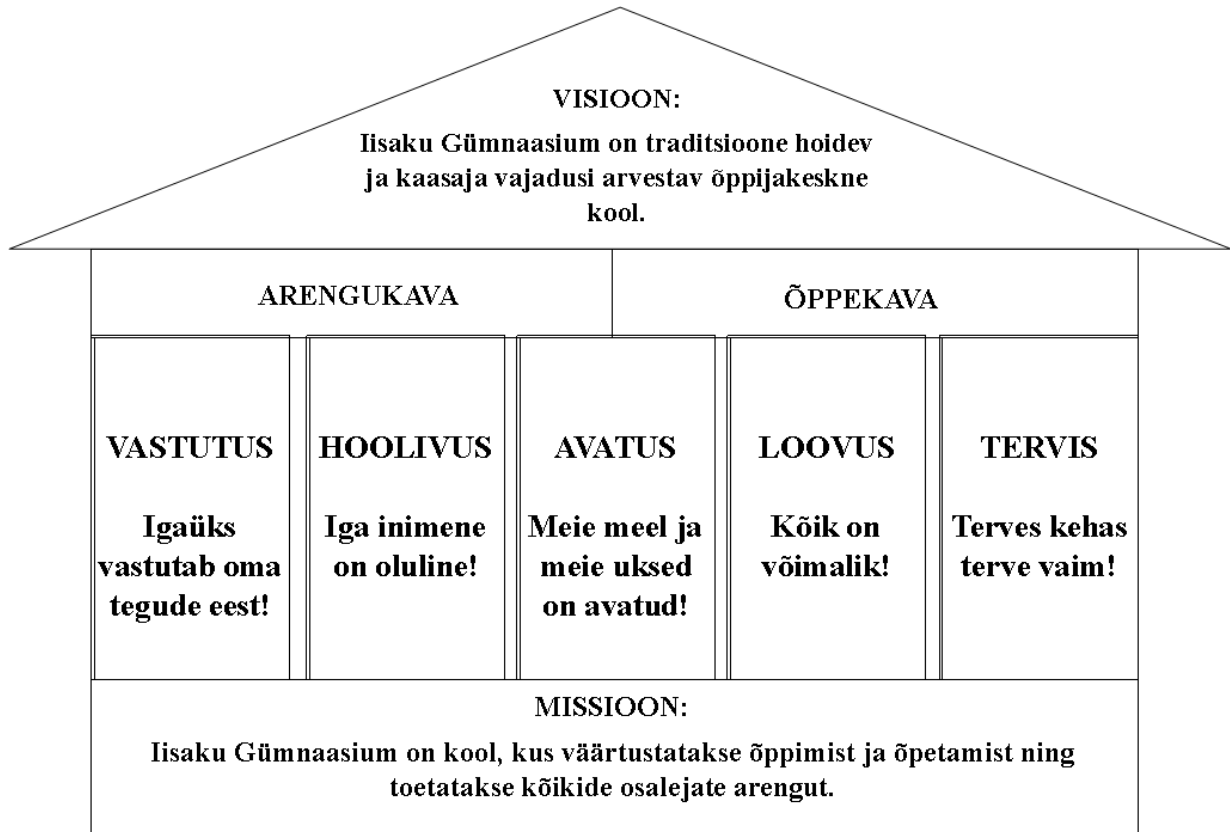 VISIOON:
Iisaku Gümnaasium on traditsioone hoidev
ja kaasaja vajadusi arvestav õppijakeskne
kool.
ARENGUKAVA
ÕPPEKAVA
VASTUTUS
Igaüks
vastutab oma
tegude eest!
HOOLIVUS
Iga inimene
on oluline!
AVATUS
Meie meel ja
meie uksed
on avatud!
LOOVUS
Kõik on
võimalik!
TERVIS
Terves kehas
terve vaim!
MISSIOON:
Iisaku Gümnaasium on kool, kus väärtustatakse õppimist ja õpetamist ning
toetatakse kõikide osalejate arengut.